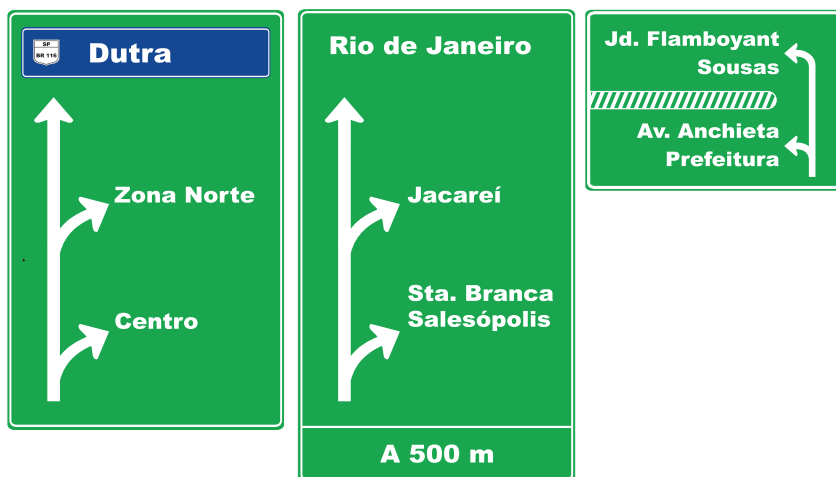 SP
BR 116
Dutra
Zona Norte
Centro
Rio de Janeiro
Jacareí
Sta. Branca
Salesópolis
A 500 m
Jd. Flamboyant
Sousas
Av. Anchieta
Prefeitura